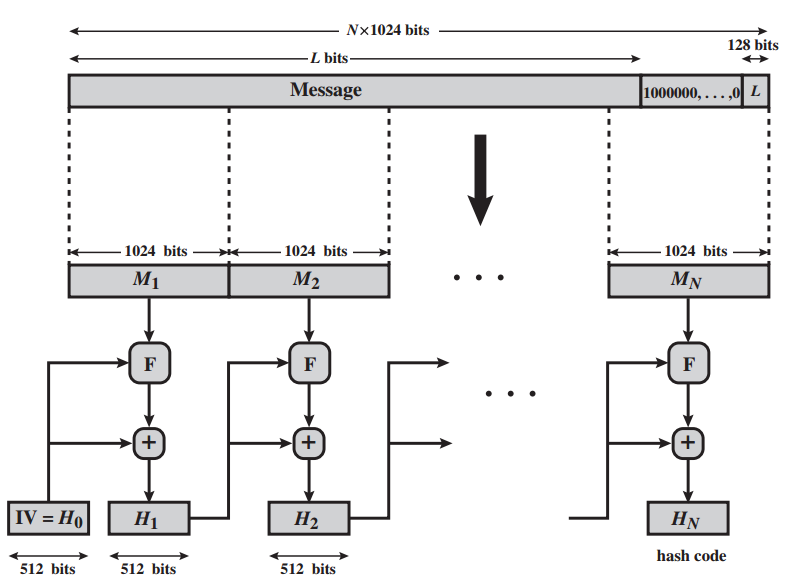 N×1024 bits
128 bits
L bits
Message
1000000, . . . ,0
L
1024 bits
1024 bits
1024 bits
M1
M2
. . .
MN
F
F
F
. . .
+
+
+
IV = H0
H1
H2
HN
hash code
512 bits
512 bits
512 bits